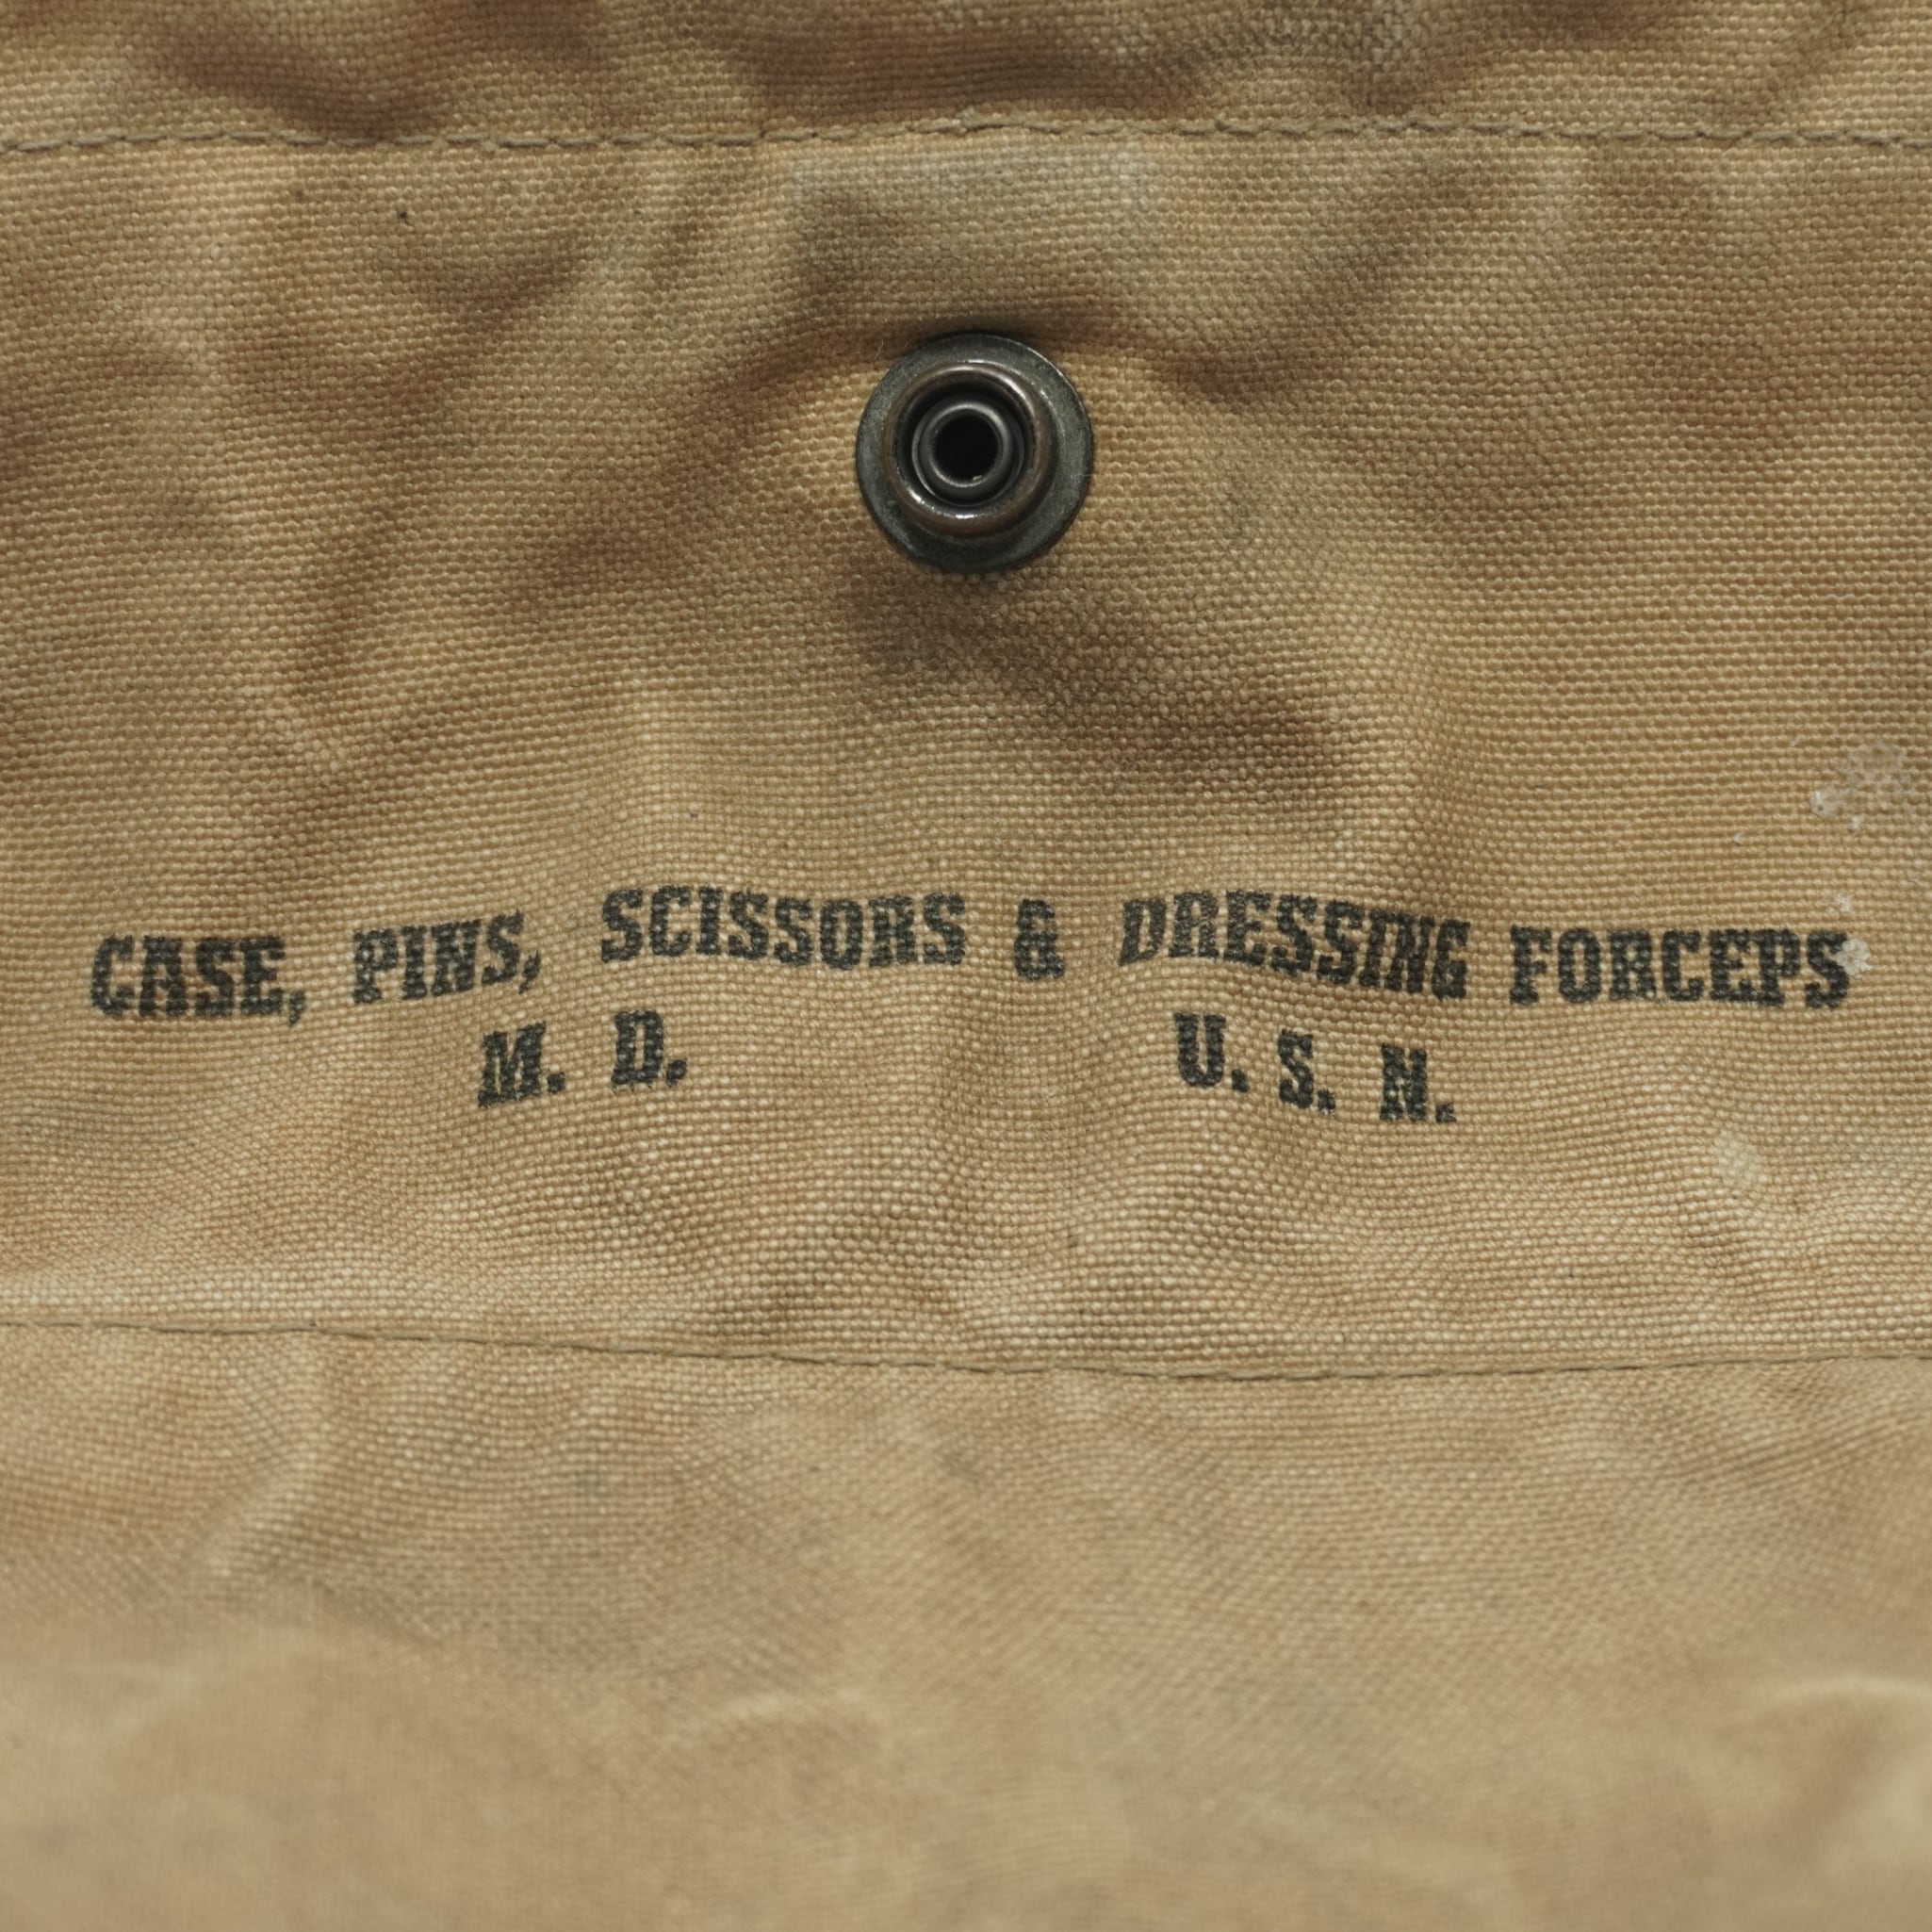 CASE, PINS, SCISSORS & DRESSING FORCEPS
M. D. U. S. N.